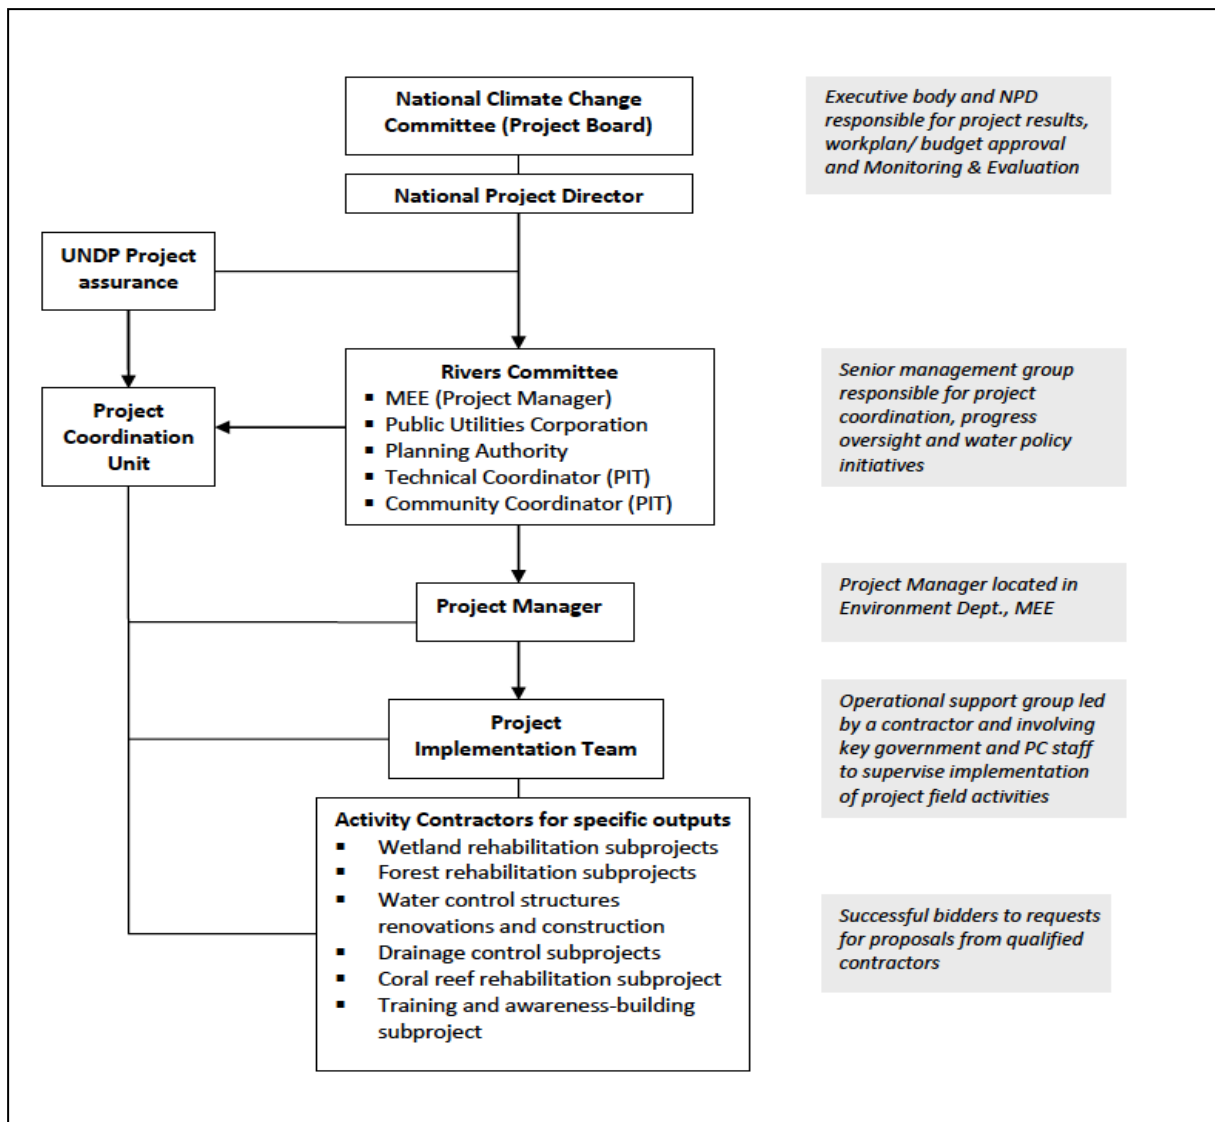 National Climate Change
Committee (Project Board)
Executive body and NPD
responsible for project results,
workplan/ budget approval
and Monitoring & Evaluation
National Project Director
UNDP Project
assurance
Rivers Committee
▪ MEE (Project Manager)
▪ Public Utilities Corporation
▪ Planning Authority
▪ Technical Coordinator (PIT)
▪ Community Coordinator (PIT)
Senior management group
responsible for project
coordination, progress
oversight and water policy
initiatives
Project
Coordination
Unit
Project Manager
Project Manager located in
Environment Dept., MEE
Project
Implementation Team
Operational support group led
by a contractor and involving
key government and PC staff
to supervise implementation
of project field activities
Activity Contractors for specific outputs
▪ Wetland rehabilitation subprojects
▪ Forest rehabilitation subprojects
▪ Water control structures
renovations and construction
▪ Drainage control subprojects
▪ Coral reef rehabilitation subproject
▪ Training and awareness-building
subproject
Successful bidders to requests
for proposals from qualified
contractors